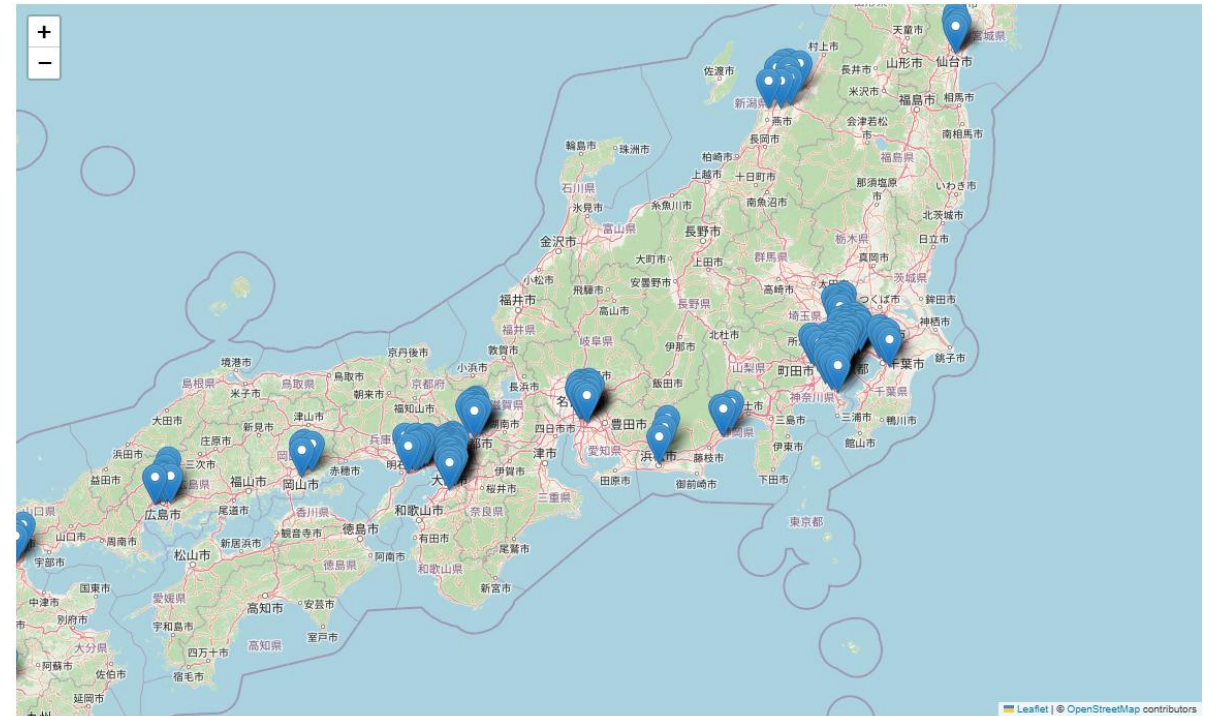 +
−
天童市
宮城県
村上市
佐渡市
長井市
山形市
仙台市
米沢市
福島市
相馬市
燕市
会津若松
市
南相馬市
長岡市
輪島市
珠洲市
柏崎市
福島県
上越市
十日町市
那須塩原
市
いわき市
石川県
氷見市
糸魚川市
南魚沼市
北茨城市
富山県
長野市
栃木県
日立市
金沢市
大町市
上田市
群馬県
真岡市
小松市
飛騨市
安曇野市
高崎市
茨城県
つくば市
鉾田市
福井市
高山市
長野県
埼玉県
神栖市
福井県
岐阜県
伊那市
北杜市
銚子市
境港市
京丹後市
敦賀市
小浜市
山梨県
町田市
千葉市
島根県
米子市
鳥取県
鳥取市
朝来市
京都府
長浜市
飯田市
神奈川県
千葉県
大田市
津山市
福知山市
豊田市
三島市
三浦市
鴨川市
庄原市
新見市
四日市市
館山市
浜田市
三次市
津市
愛知県
藤枝市
伊東市
益田市
福山市
岡山市
赤穂市
伊賀市
田原市
御前崎市
下田市
桜井市
三重県
広島市
尾道市
香川県
和歌山市
奈良県
山口県
東京都
山口市
周南市
新居浜市
観音寺市
徳島市
有田市
宇部市
松山市
徳島県
阿南市
尾鷲市
和歌山県
国東市
新宮市
中津市
愛媛県
高知市
安芸市
別府市
宇和島市
室戸市
大分県
高知県
四万十市
阿蘇市
佐伯市
宿毛市
延岡市
Leaflet | © OpenStreetMap contributors